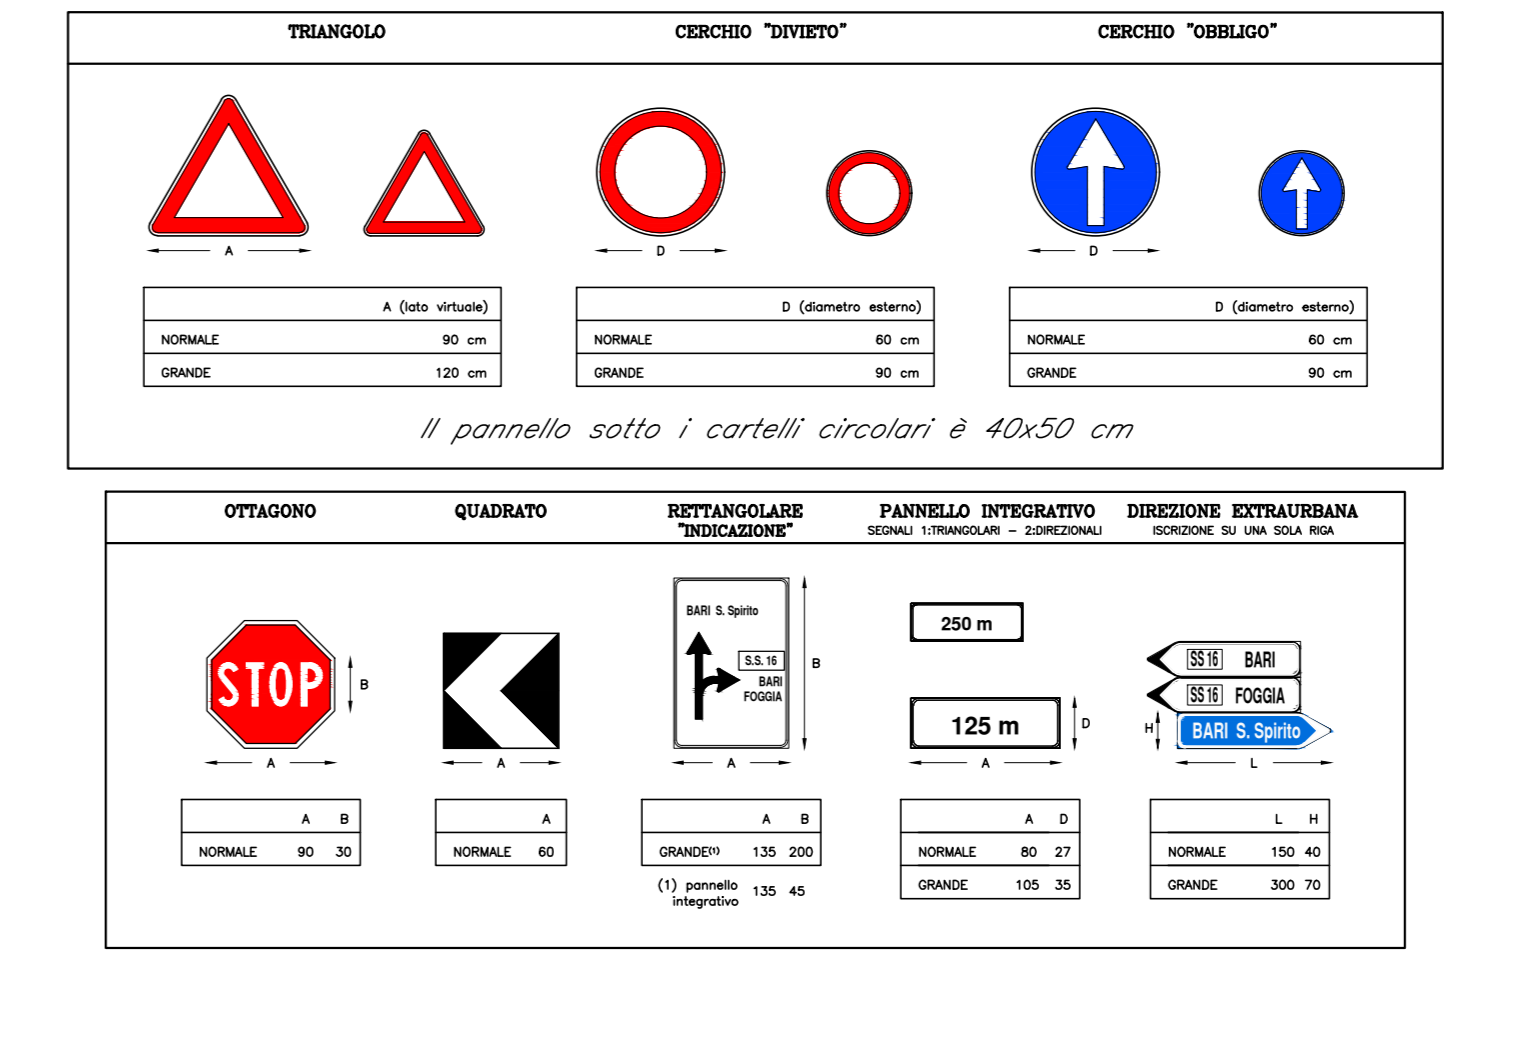 TRIANGOLO
CERCHIO "DIVIETO"
CERCHIO "OBBLIGO"
A
D
D
A (lato virtuale)
NORMALE 90 cm
GRANDE 120 cm
D (diametro esterno)
NORMALE 60 cm
GRANDE 90 cm
D (diametro esterno)
NORMALE 60 cm
GRANDE 90 cm
Il pannello sotto i cartelli circolari è 40x50 cm
OTTAGONO
QUADRATO
RETTANGOLARE
"INDICAZIONE"
PANNELLO INTEGRATIVO
SEGNALI 1:TRIANGOLARI - 2:DIREZIONALI
DIREZIONE EXTRAURBANA
ISCRIZIONE SU UNA SOLA RIGA
STOP
B
A
A
BARI S. Spirito
S.S. 16
BARI
FOGGIA
B
A
250 m
125 m
D
A
SS 16 BARI
SS 16 FOGGIA
BARI S. Spirito
H
L
A B
NORMALE 90 30
A
NORMALE 60
A B
GRANDE(1) 135 200
(1) pannello
integrativo 135 45
A D
NORMALE 80 27
GRANDE 105 35
L H
NORMALE 150 40
GRANDE 300 70